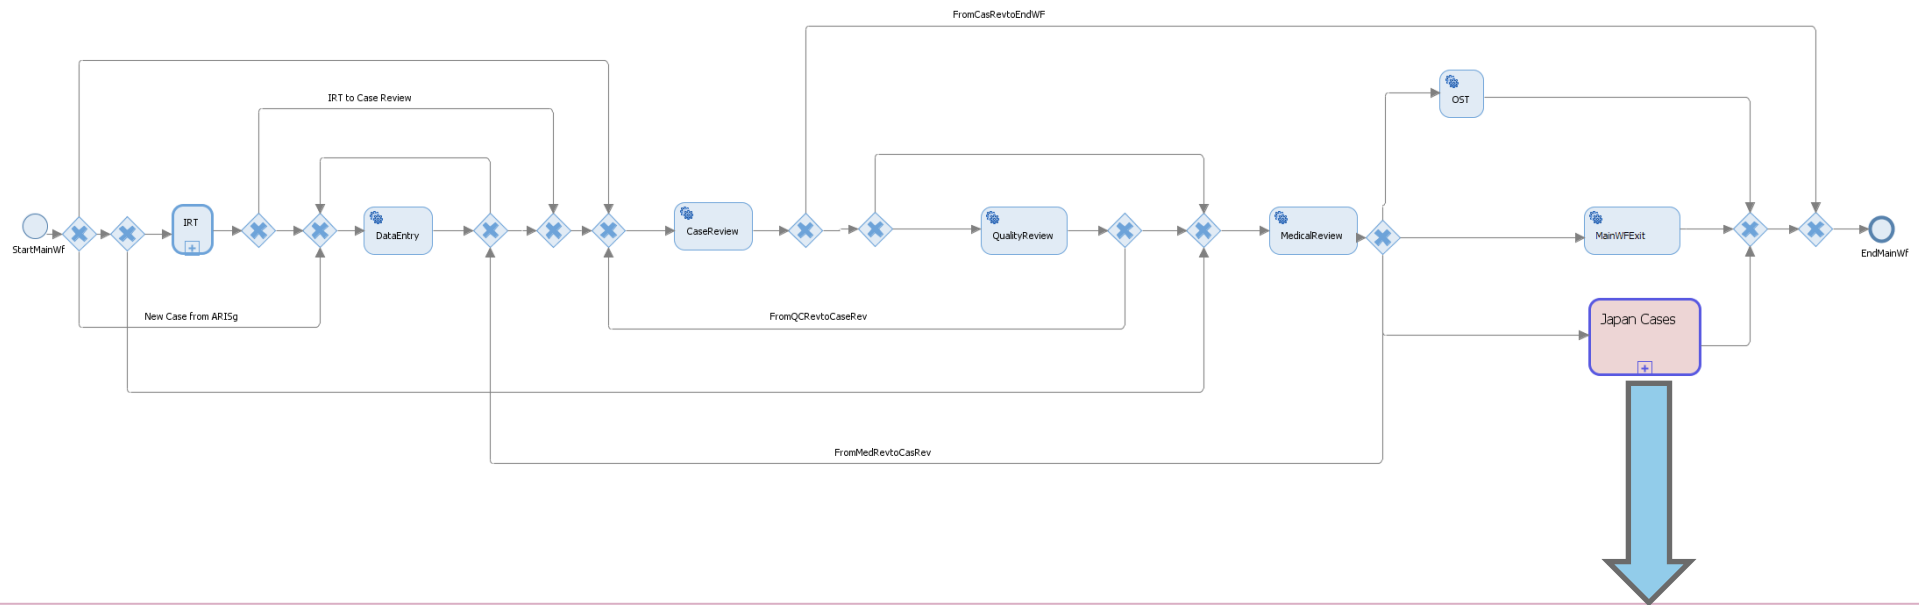 FromCasRevtoEndWF
IRT to Case Review
OST
StartMainWf
IRT
DataEntry
CaseReview
QualityReview
MedicalReview
MainWFExit
EndMainWf
New Case from ARISg
FromQCRevtoCaseRev
Japan Cases
FromMedRevtoCasRev